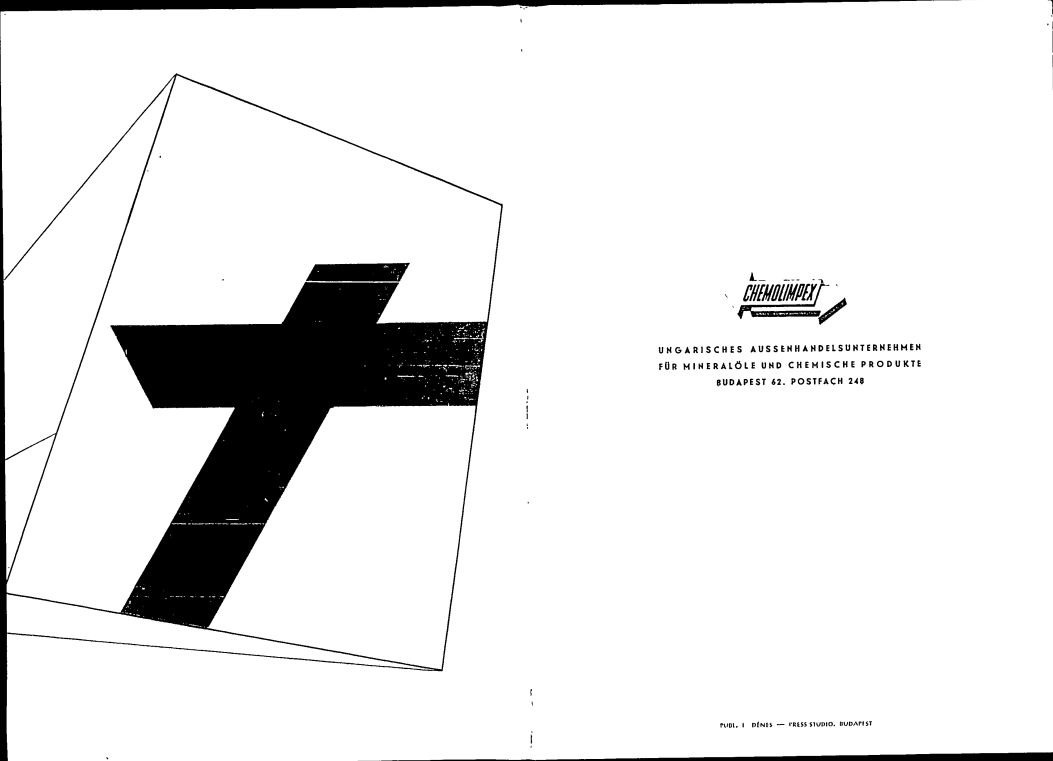 CHEMOLIMPEX
UNGARISCHES AUSSENHANDELSUNTERNEHMEN
FÜR MINERALÖLE UND CHEMISCHE PRODUKTE
BUDAPEST 62. POSTFACH 248
PUBL. I DÉNES — PRESS STUDIO. BUDAPEST